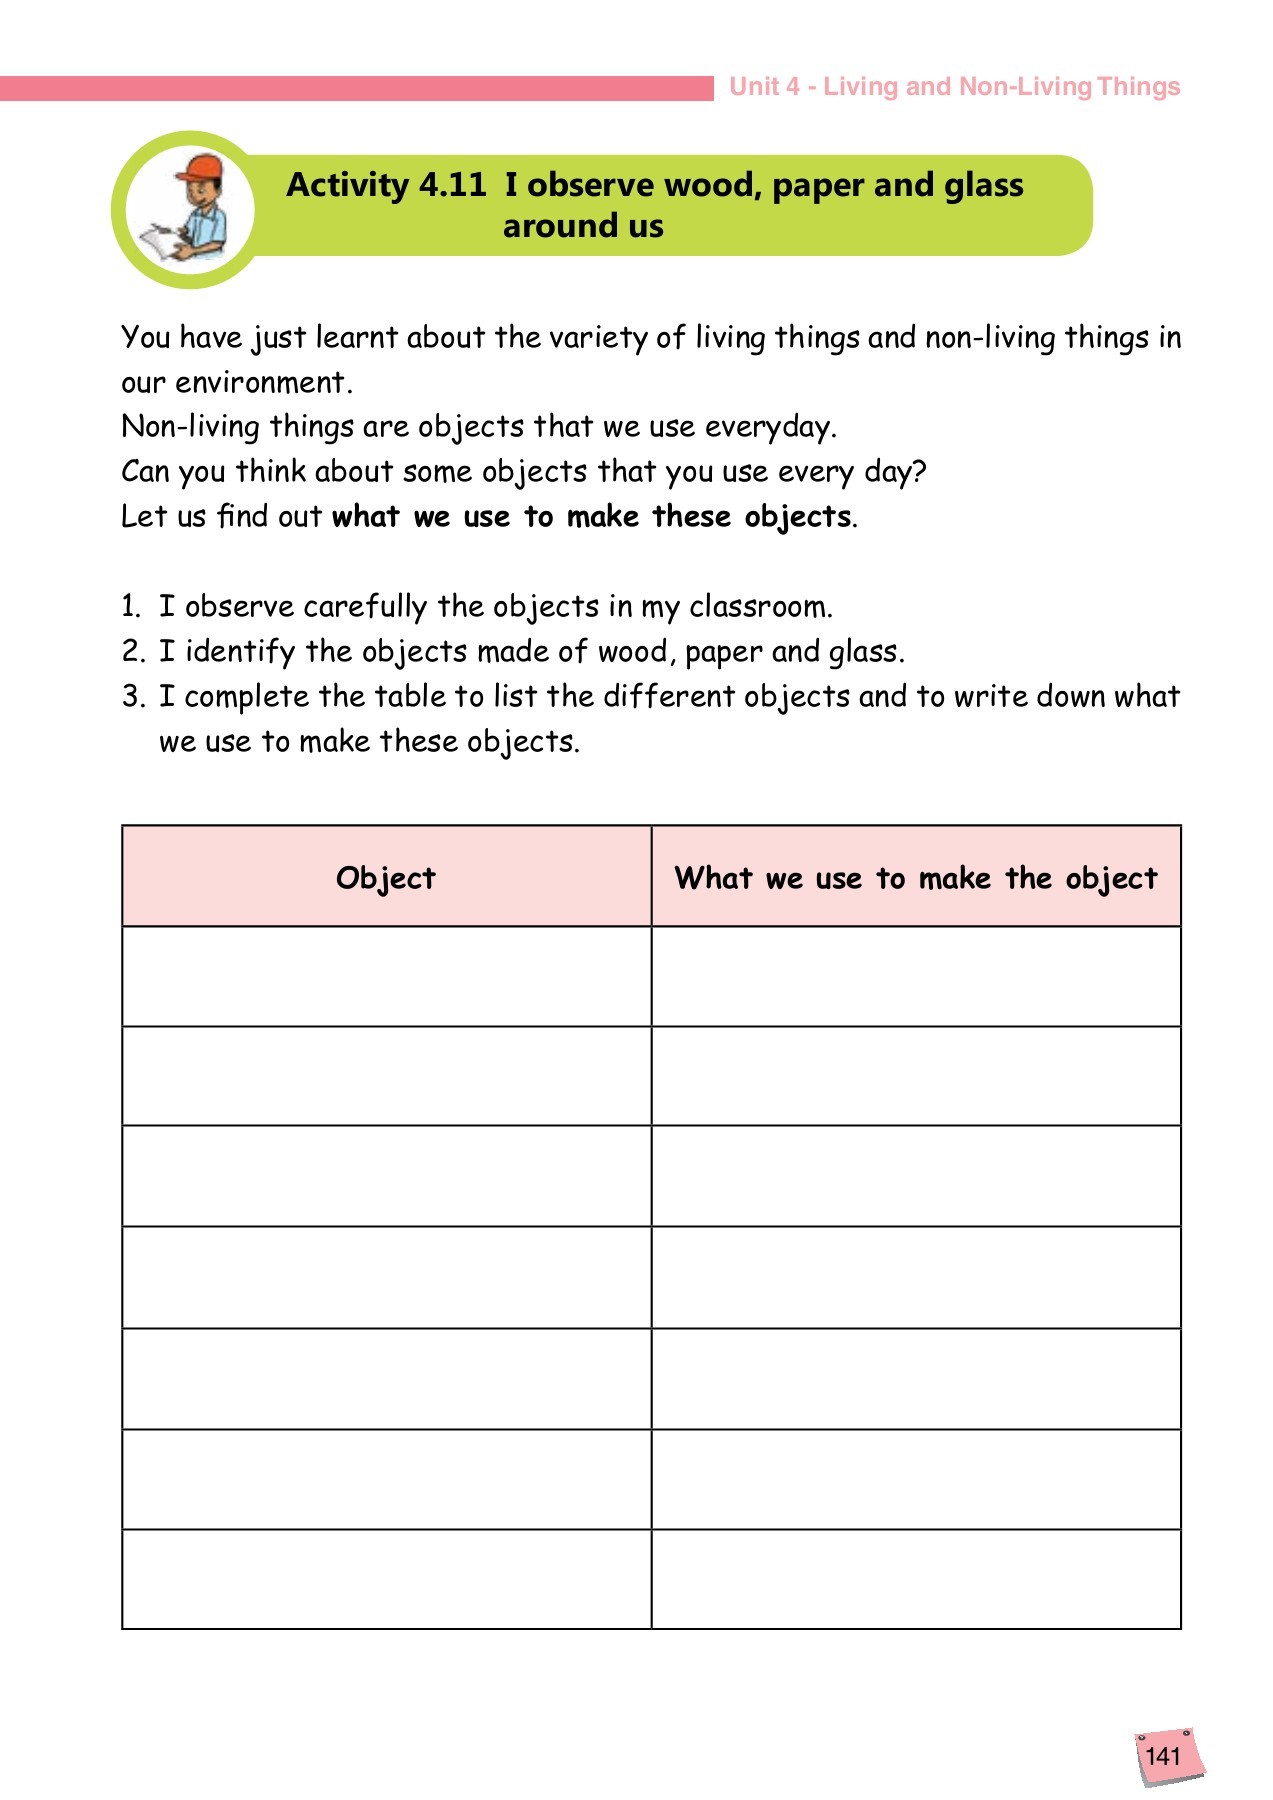 Unit 4 - Living and Non-Living Things
Activity 4.11 I observe wood, paper and glass
around us
You have just learnt about the variety of living things and non-living things in
our environment.
Non-living things are objects that we use everyday.
Can you think about some objects that you use every day?
Let us find out what we use to make these objects.
1. I observe carefully the objects in my classroom.
2. I identify the objects made of wood, paper and glass.
3. I complete the table to list the different objects and to write down what
we use to make these objects.
Object
What we use to make the object
141